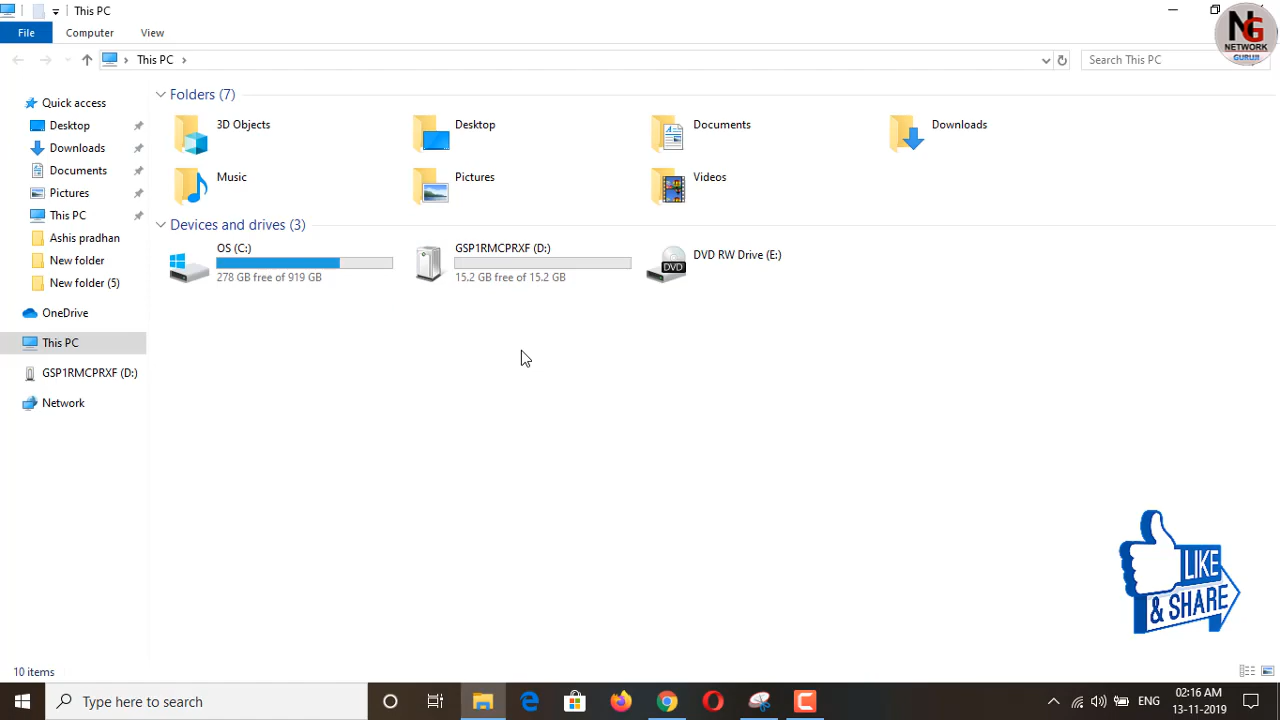 This PC
File Computer View
This PC
Search This PC
NG
NETWORK
GURUJI
Quick access
Desktop
Downloads
Documents
Pictures
This PC
Ashis pradhan
New folder
New folder (5)
OneDrive
This PC
GSP1RMCPRXF (D:)
Network
Folders (7)
3D Objects
Desktop
Documents
Downloads
Music
Pictures
Videos
Devices and drives (3)
OS (C:)
278 GB free of 919 GB
GSP1RMCPRXF (D:)
15.2 GB free of 15.2 GB
DVD RW Drive (E:)
DVD
LIKE
& SHARE
10 items
Type here to search
ENG
02:16 AM
13-11-2019